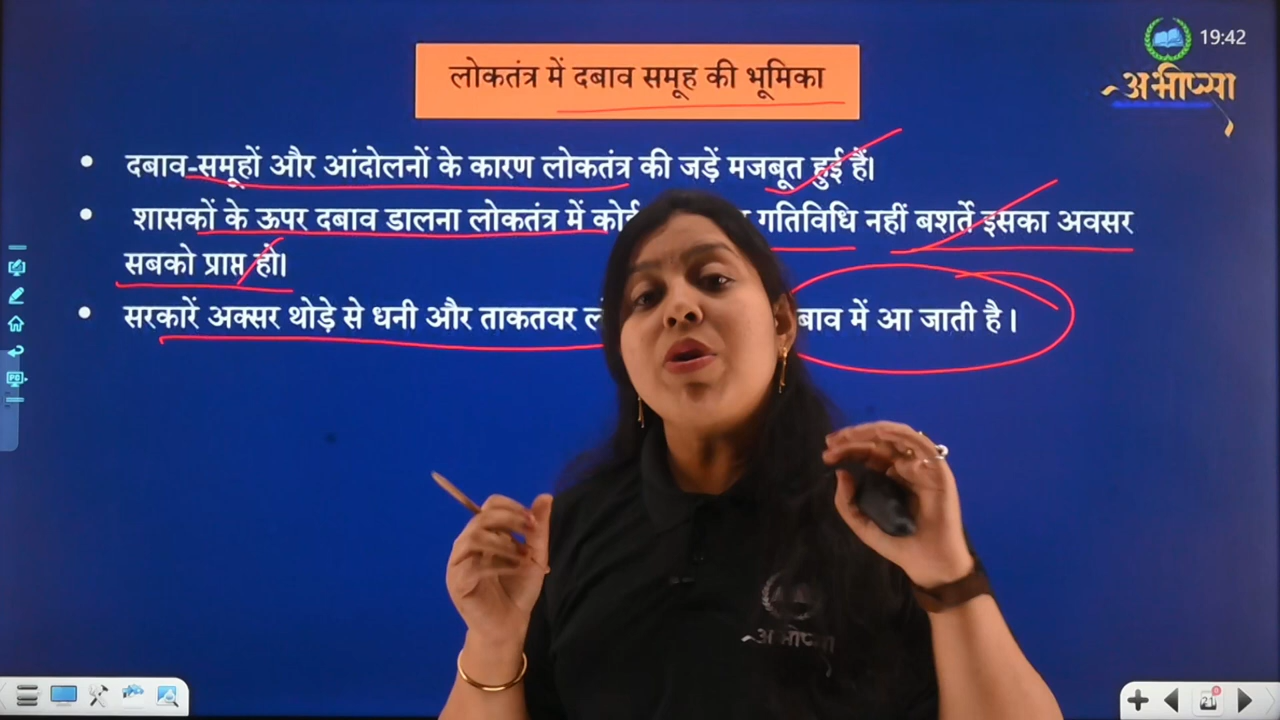 19:42
अभीप्सा
लोकतंत्र में दबाव समूह की भूमिका
दबाव-समूहों और आंदोलनों के कारण लोकतंत्र की जड़ें मजबूत हुई हैं।
शासकों के ऊपर दबाव डालना लोकतंत्र में कोई गतिविधि नहीं बशर्ते इसका अवसर
सबको प्राप्त हो।
सरकारें अक्सर थोड़े से धनी और ताकतवर में आ जाती है।
अभीप्सा
21